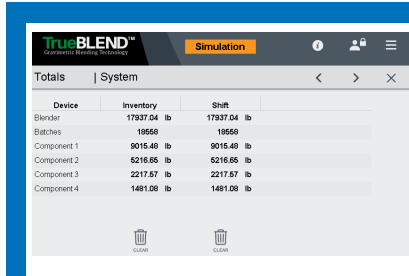 TrueBLEND™
Gravimetric Blending Technology
Simulation
Totals | System
Device Inventory Shift
Blender 17937.04 lb 17937.04 lb
Batches 18558 18558
Component 1 9015.48 lb 9015.48 lb
Component 2 5216.65 lb 5216.65 lb
Component 3 2217.57 lb 2217.57 lb
Component 4 1481.08 lb 1481.08 lb
CLEAR CLEAR